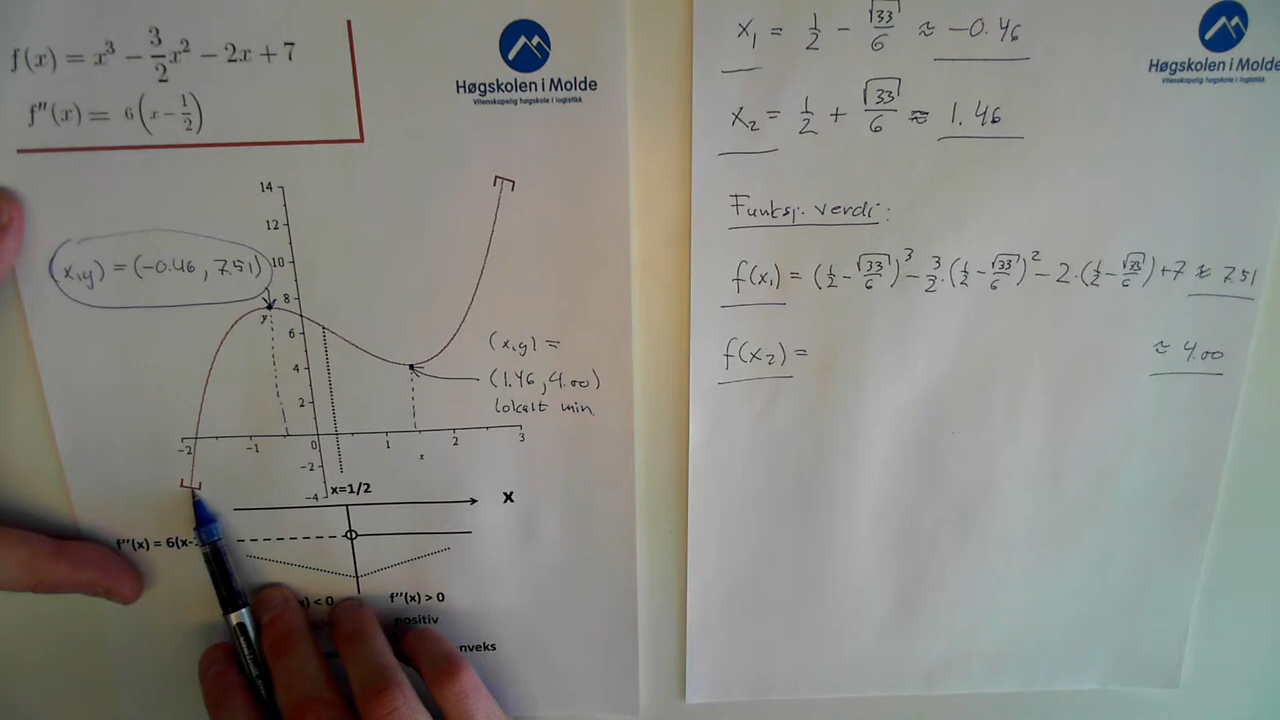 f(x) = x³ − 3/2 x² − 2x + 7
f''(x) = 6(x − 1/2)
Høgskolen i Molde
Vitenskapelig høgskole i logistikk
(x,y) = (−0.46, 7.51)
14
12
10
8
6
4
2
y
−2 −1 0 1 2 3
x
−2
−4
(x,y) =
(1.46, 4.00)
lokalt min.
x=1/2
x
f''(x) = 6(x-
) < 0 f''(x) > 0
positiv
x₁ = 1/2 − √33/6 ≈ −0.46
x₂ = 1/2 + √33/6 ≈ 1.46
Høgskolen i Molde
Vitenskapelig høgskole i logistikk
Funksj. verdi:
f(x₁) = (1/2 − √33/6)³ − 3/2 · (1/2 − √33/6)² − 2 · (1/2 − √33/6) + 7 ≈ 7.51
f(x₂) = ≈ 4.00